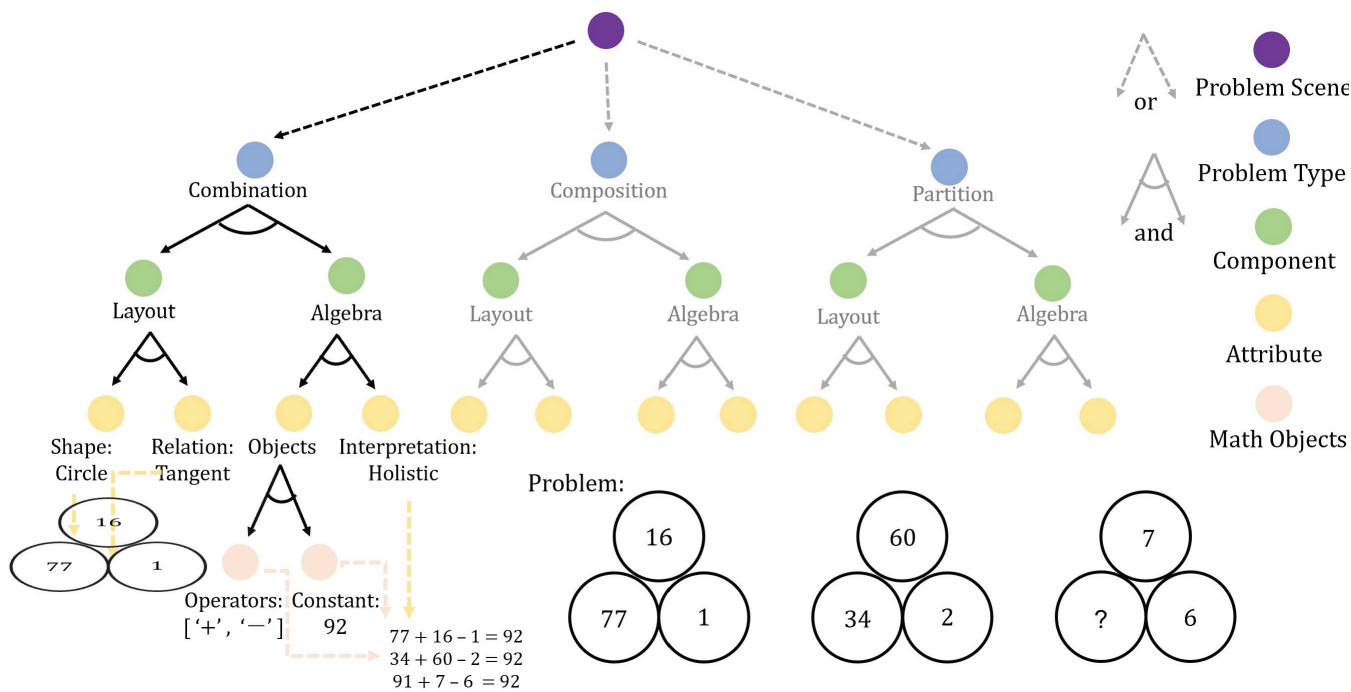 Combination
Composition
Partition
Layout
Algebra
Layout
Algebra
Layout
Algebra
Shape:
Circle
Relation:
Tangent
Objects
Interpretation:
Holistic
16
77
1
Operators:
[ '+', '－' ]
Constant:
92
77 + 16 – 1 = 92
34 + 60 – 2 = 92
91 + 7 – 6 = 92
Problem:
16
77
1
60
34
2
7
?
6
or
and
Problem Scene
Problem Type
Component
Attribute
Math Objects